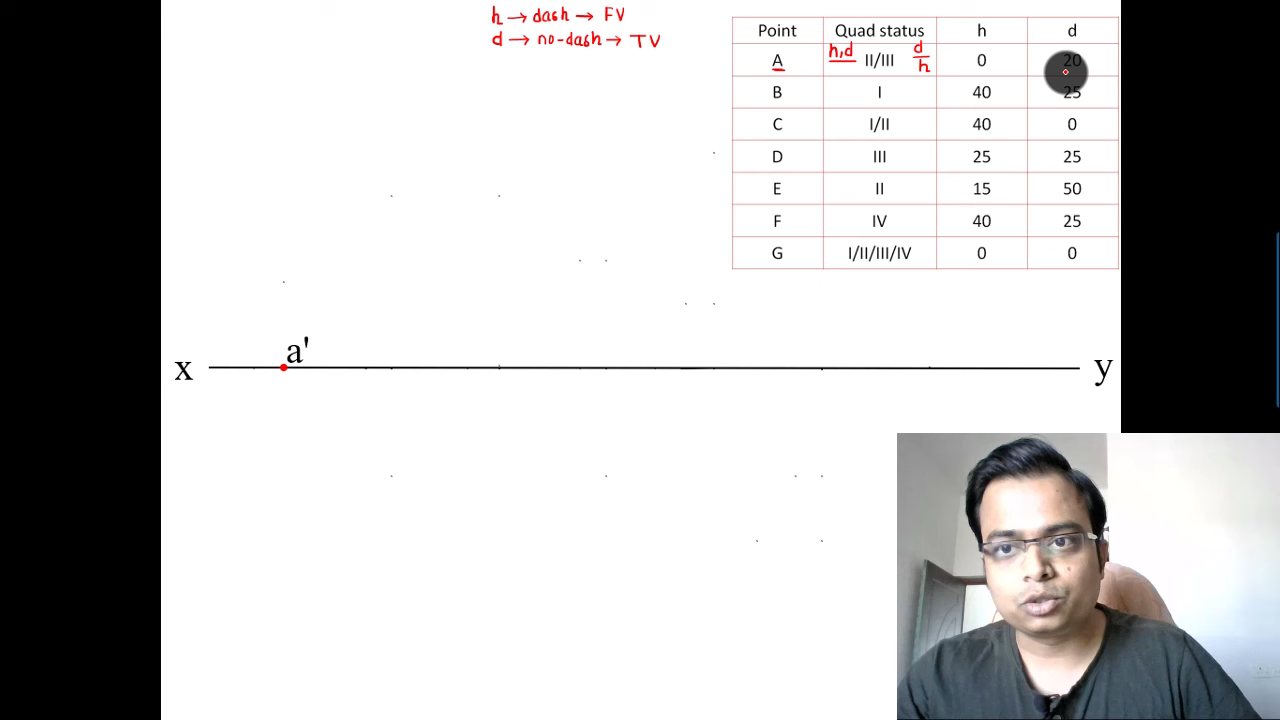 h → dash → FV
d → no-dash → TV
Point Quad status h d
A h,d II/III d/h 0 20
B I 40 25
C I/II 40 0
D III 25 25
E II 15 50
F IV 40 25
G I/II/III/IV 0 0
a'
x y